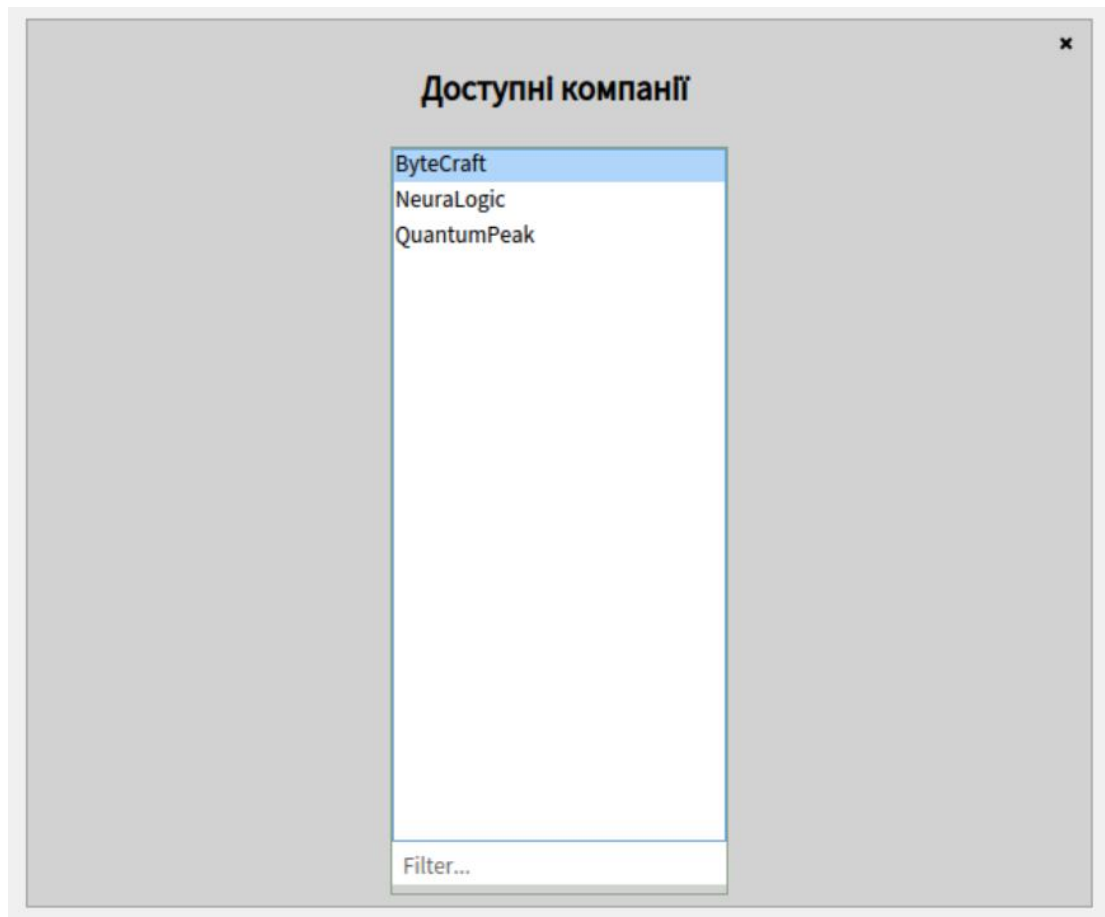 Доступні компанії
ByteCraft
NeuraLogic
QuantumPeak
Filter...